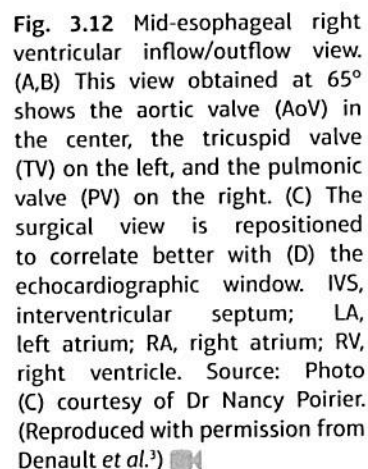 Fig. 3.12 Mid-esophageal right
ventricular inflow/outflow view.
(A,B) This view obtained at 65°
shows the aortic valve (AoV) in
the center, the tricuspid valve
(TV) on the left, and the pulmonic
valve (PV) on the right. (C) The
surgical view is repositioned
to correlate better with (D) the
echocardiographic window. IVS,
interventricular septum; LA,
left atrium; RA, right atrium; RV,
right ventricle. Source: Photo
(C) courtesy of Dr Nancy Poirier.
(Reproduced with permission from
Denault et al.³)